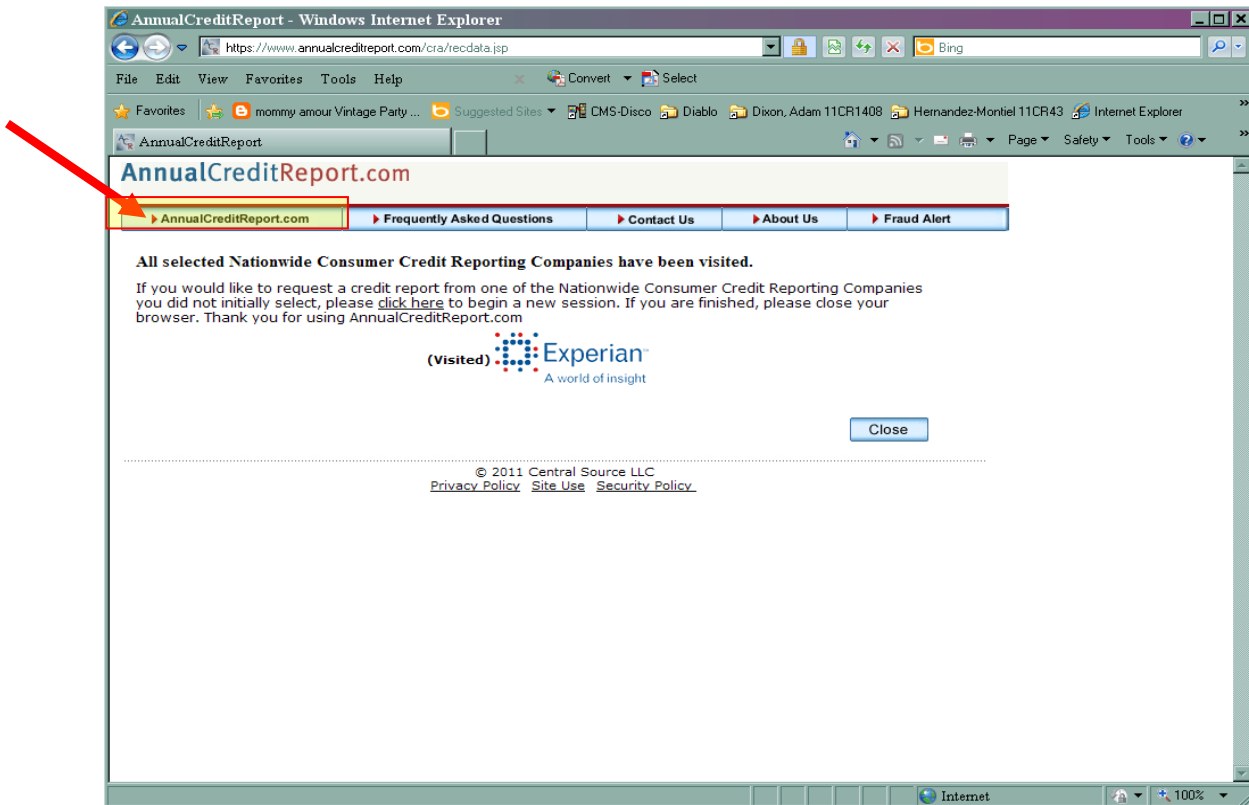 AnnualCreditReport - Windows Internet Explorer
https://www.annualcreditreport.com/cra/recdata.jsp Bing
File Edit View Favorites Tools Help x Convert Select
Favorites mommy amour Vintage Party ... Suggested Sites CMS-Disco Diablo Dixon, Adam 11CR1408 Hernandez-Montiel 11CR43 Internet Explorer »
AnnualCreditReport Page Safety Tools »
AnnualCreditReport.com
AnnualCreditReport.com Frequently Asked Questions Contact Us About Us Fraud Alert
All selected Nationwide Consumer Credit Reporting Companies have been visited.
If you would like to request a credit report from one of the Nationwide Consumer Credit Reporting Companies
you did not initially select, please click here to begin a new session. If you are finished, please close your
browser. Thank you for using AnnualCreditReport.com
(Visited) Experian™
A world of insight
Close
© 2011 Central Source LLC
Privacy Policy Site Use Security Policy
Internet 100%